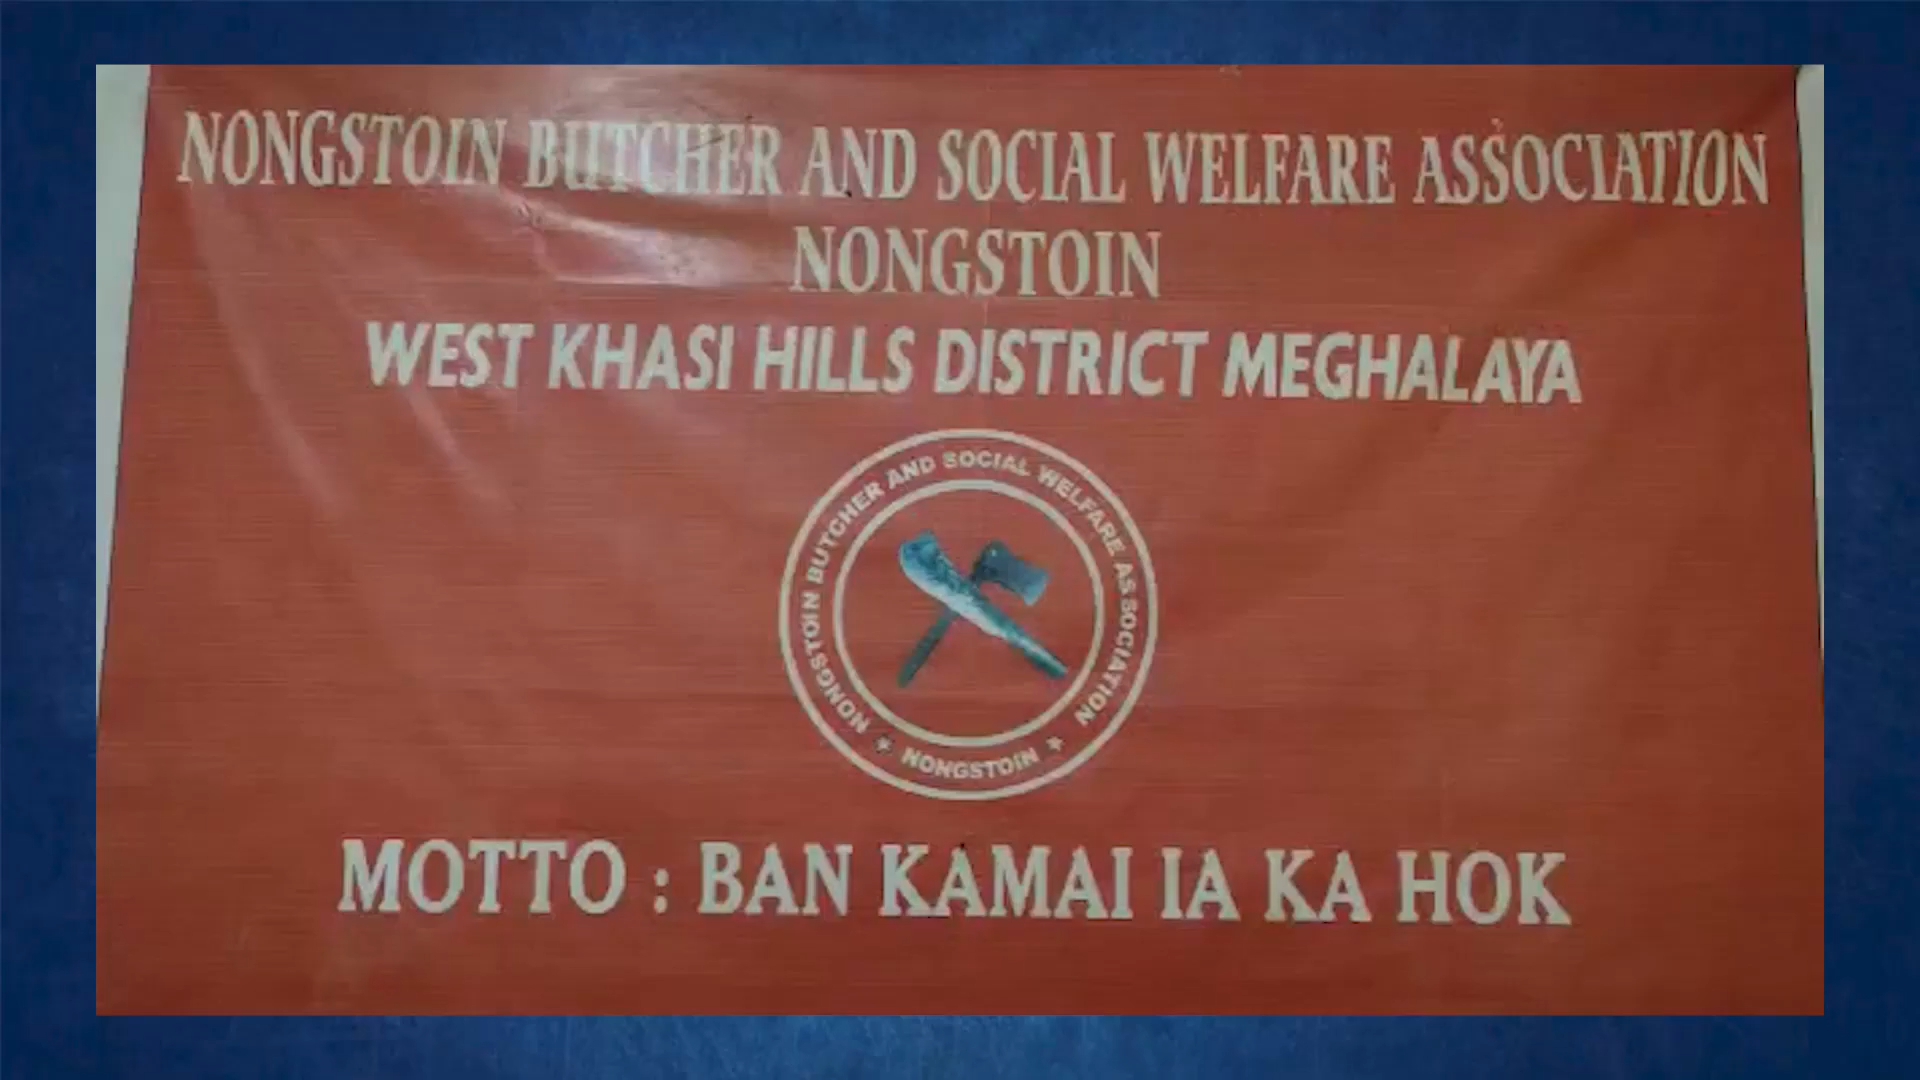 NONGSTOIN BUTCHER AND SOCIAL WELFARE ASSOCIATION
NONGSTOIN
WEST KHASI HILLS DISTRICT MEGHALAYA
NONGSTOIN BUTCHER AND SOCIAL WELFARE ASSOCIATION
* NONGSTOIN *
MOTTO : BAN KAMAI IA KA HOK